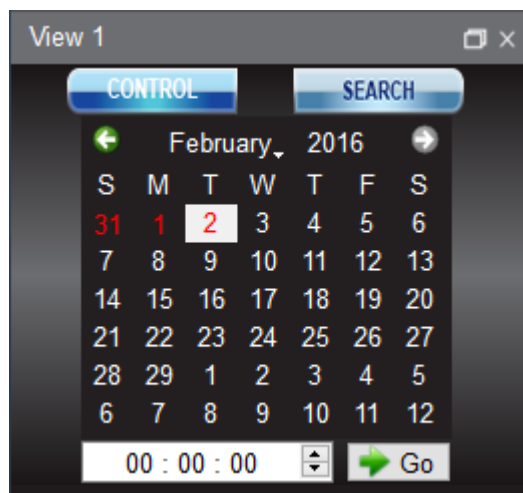 View 1
CONTROL SEARCH
February 2016
S M T W T F S
31 1 2 3 4 5 6
7 8 9 10 11 12 13
14 15 16 17 18 19 20
21 22 23 24 25 26 27
28 29 1 2 3 4 5
6 7 8 9 10 11 12
00 : 00 : 00 Go